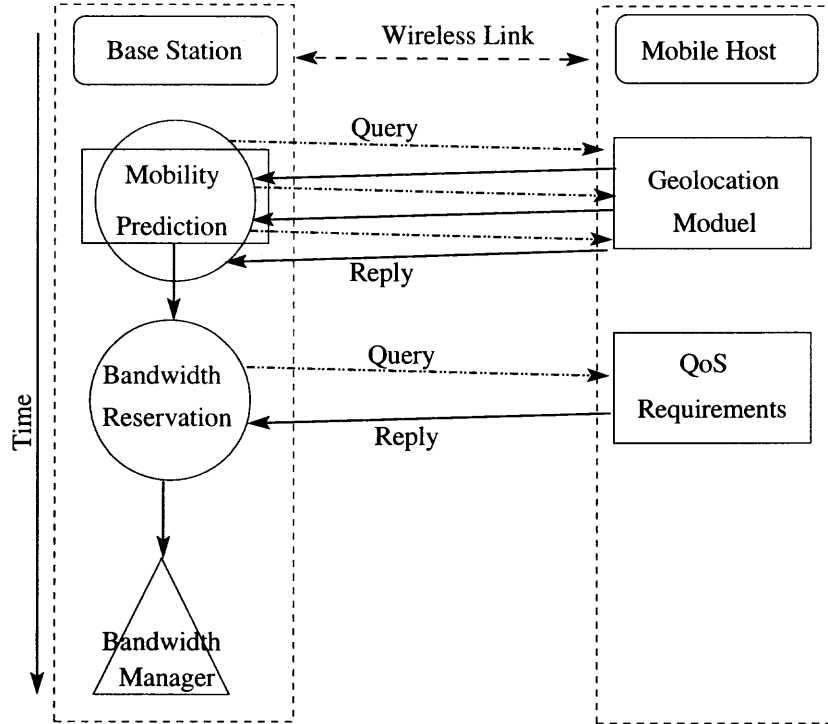 Base Station
Wireless Link
Mobile Host
Query
Mobility
Prediction
Geolocation
Moduel
Reply
Query
Bandwidth
Reservation
QoS
Requirements
Reply
Time
Bandwidth
Manager